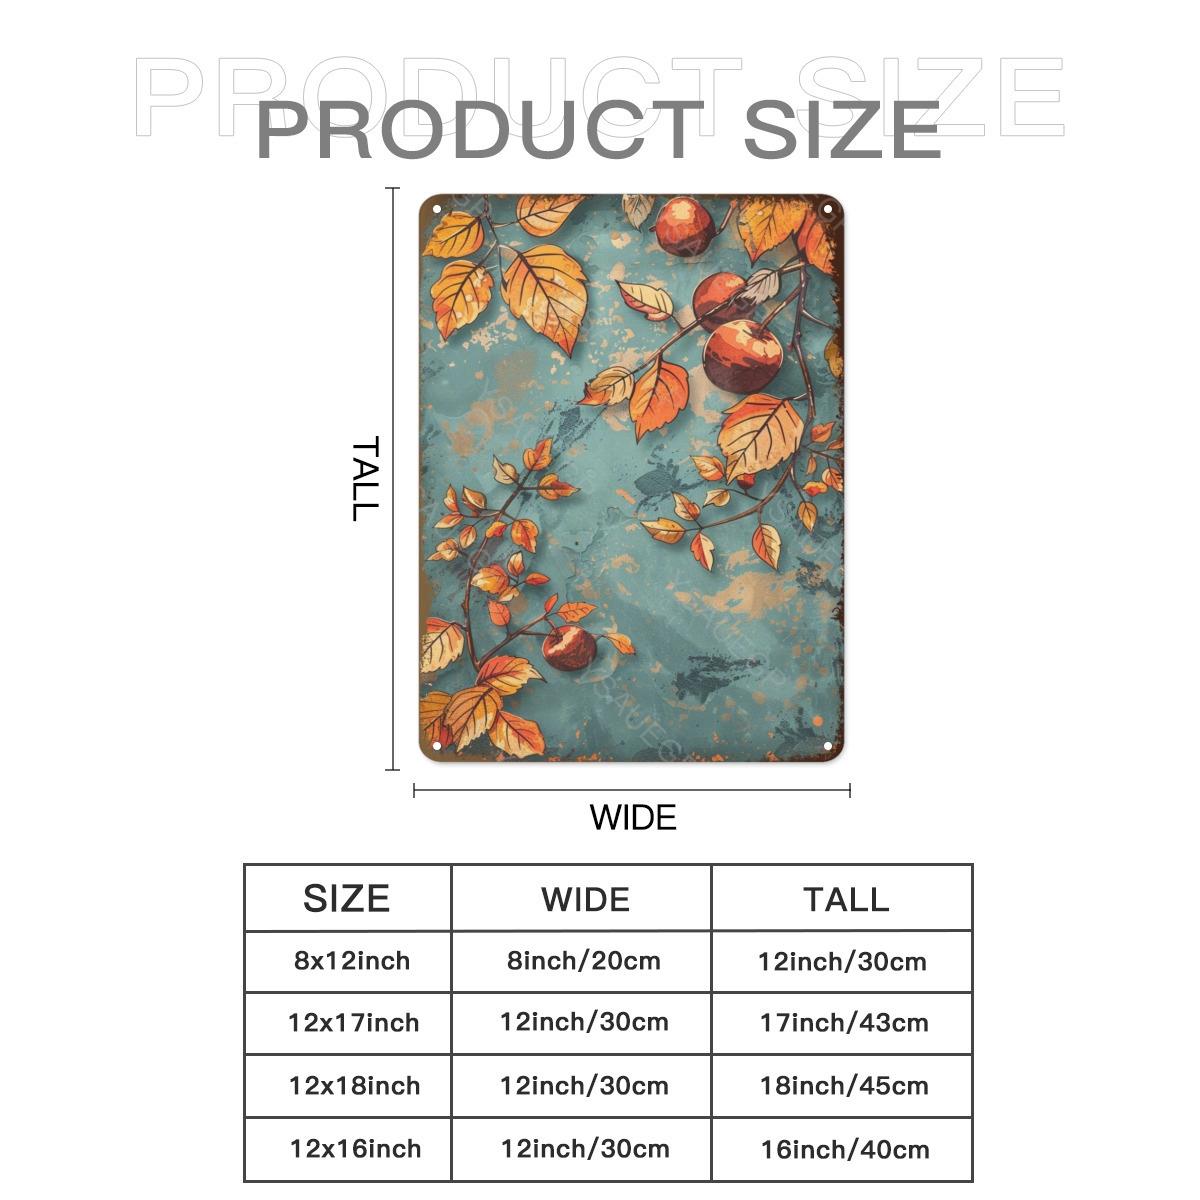 PRODUCT SIZE
PRODUCT SIZE
TALL
WIDE
SIZE WIDE TALL
8x12inch 8inch/20cm 12inch/30cm
12x17inch 12inch/30cm 17inch/43cm
12x18inch 12inch/30cm 18inch/45cm
12x16inch 12inch/30cm 16inch/40cm